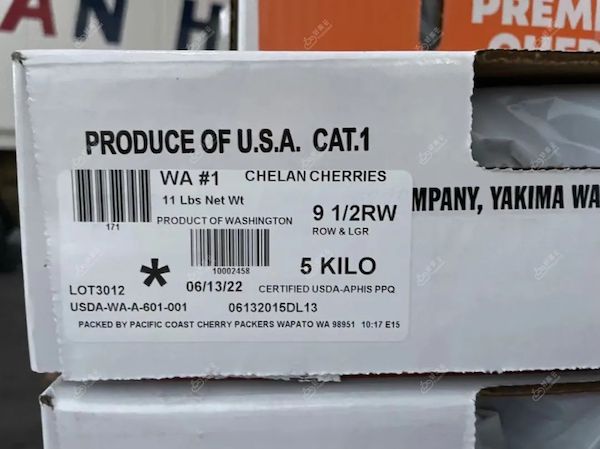 AN H
PREMI
PRODUCE OF U.S.A. CAT.1
WA #1 CHELAN CHERRIES
11 Lbs Net Wt
171
PRODUCT OF WASHINGTON
9 1/2RW
ROW & LGR
MPANY, YAKIMA WA
10002458
5 KILO
LOT3012 * 06/13/22 CERTIFIED USDA-APHIS PPQ
USDA-WA-A-601-001 06132015DL13
PACKED BY PACIFIC COAST CHERRY PACKERS WAPATO WA 98951 10:17 E15